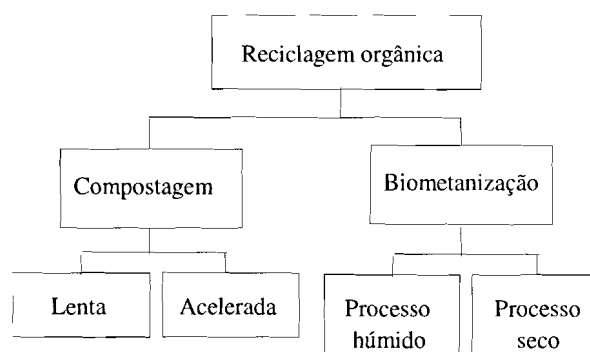 Reciclagem orgânica
Compostagem
Biometanização
Lenta
Acelerada
Processo
húmido
Processo
seco